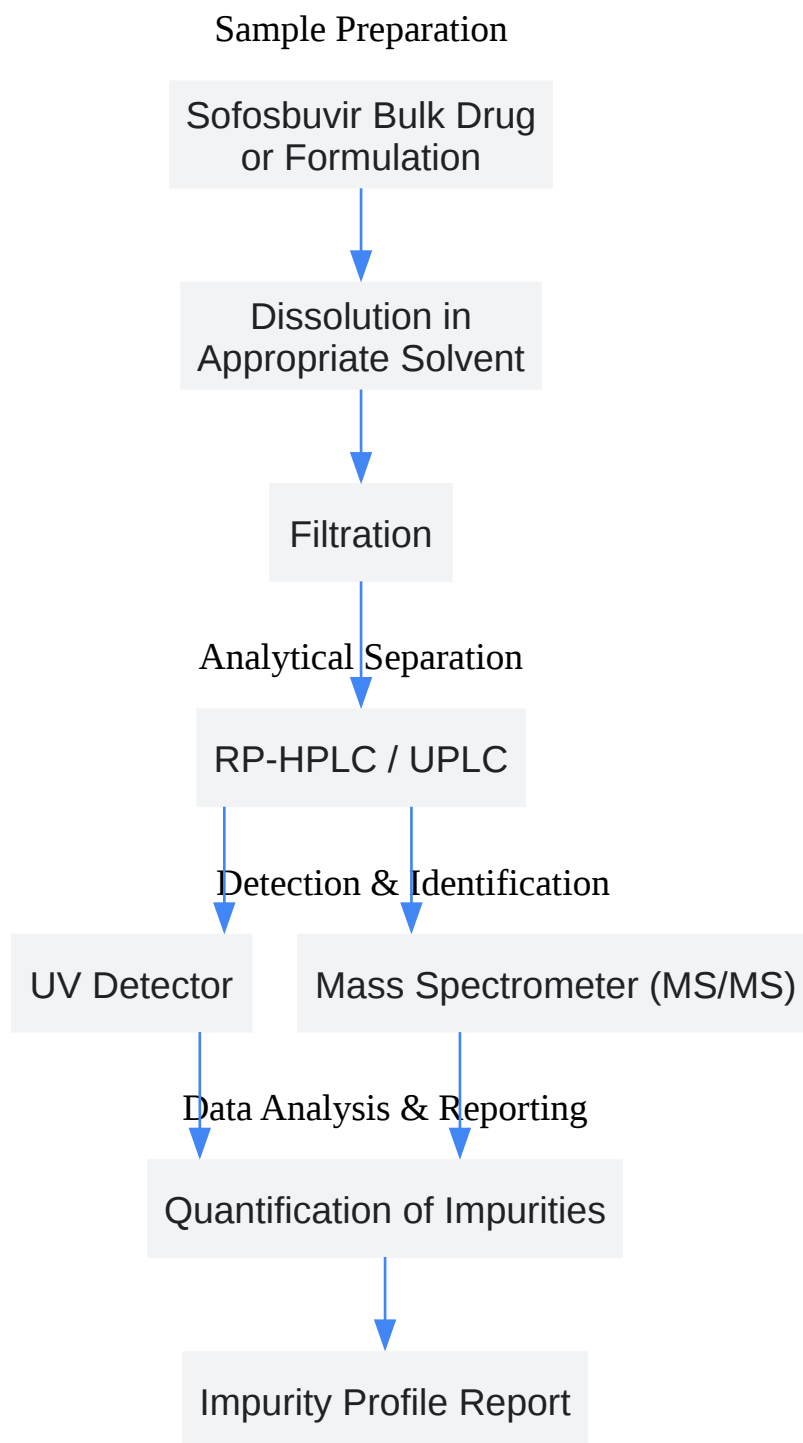 Sample Preparation
Sofosbuvir Bulk Drug
or Formulation
Dissolution in
Appropriate Solvent
Filtration
Analytical Separation
RP-HPLC / UPLC
Detection & Identification
UV Detector
Mass Spectrometer (MS/MS)
Data Analysis & Reporting
Quantification of Impurities
Impurity Profile Report